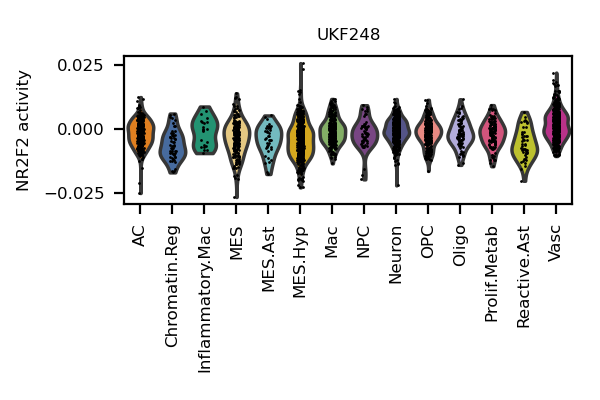 UKF248
NR2F2 activity
0.025
0.000
−0.025
AC
Chromatin.Reg
Inflammatory.Mac
MES
MES.Ast
MES.Hyp
Mac
NPC
Neuron
OPC
Oligo
Prolif.Metab
Reactive.Ast
Vasc